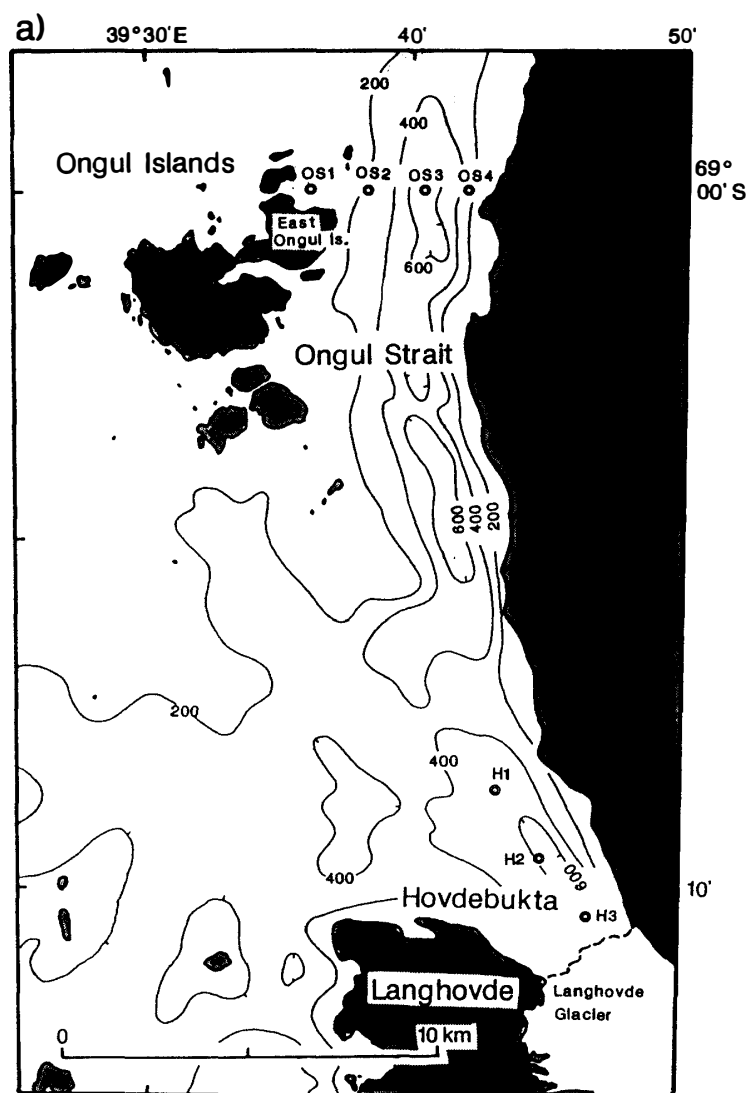 a)
39°30'E
40'
50'
200
400
Ongul Islands
69°
00'S
OS1
OS2
OS3
OS4
East
Ongul Is.
600
Ongul Strait
600
400
200
200
400
H1
H2
600
400
Hovdebukta
10'
H3
Langhovde
Langhovde
Glacier
0
10 km